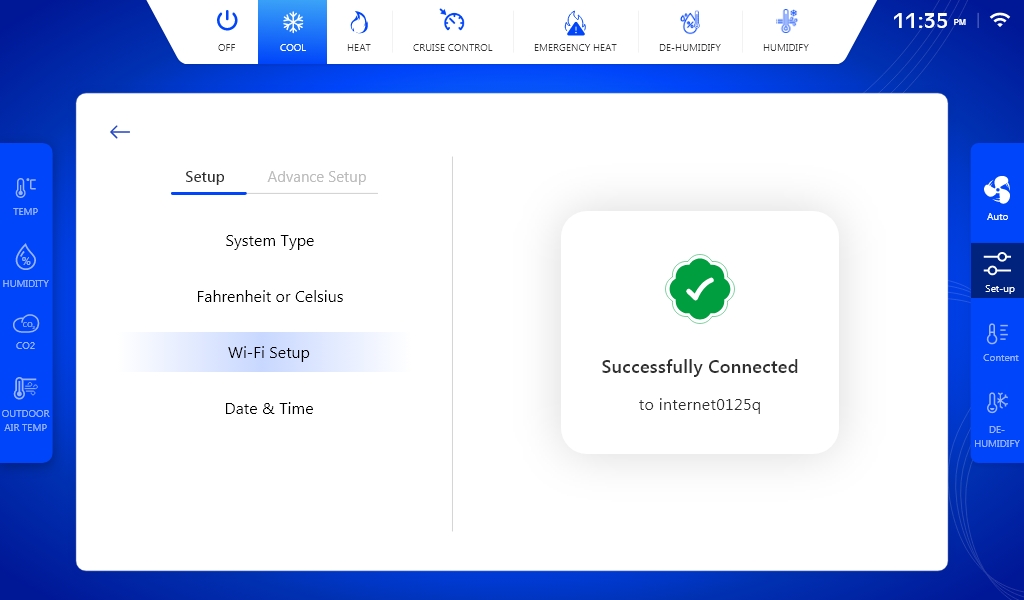 OFF
COOL
HEAT
CRUISE CONTROL
EMERGENCY HEAT
DE-HUMIDIFY
HUMIDIFY
11:35 PM
TEMP
%
HUMIDITY
CO₂
CO2
OUTDOOR
AIR TEMP
Setup
Advance Setup
System Type
Fahrenheit or Celsius
Wi-Fi Setup
Date & Time
Successfully Connected
to internet0125q
Auto
Set-up
Content
DE-
HUMIDIFY